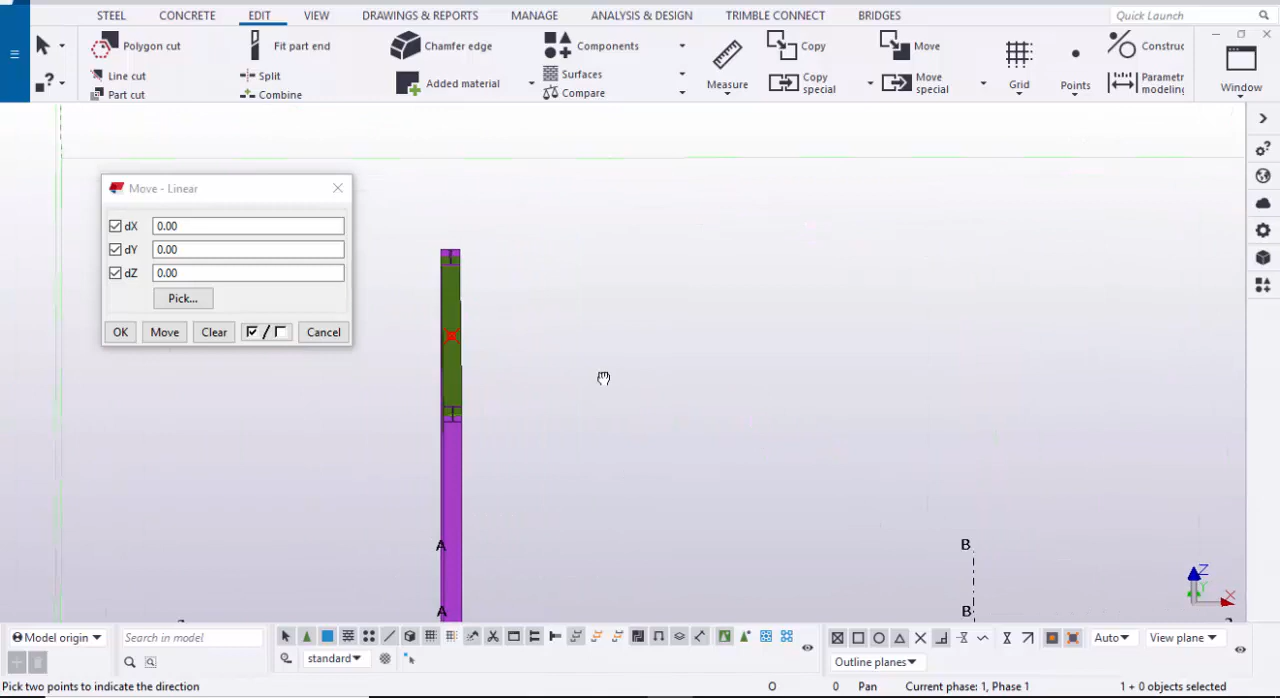 STEEL CONCRETE EDIT VIEW DRAWINGS & REPORTS MANAGE ANALYSIS & DESIGN TRIMBLE CONNECT BRIDGES Quick Launch
Polygon cut Fit part end Chamfer edge Components Copy Move Construc
Line cut Split Added material Surfaces Measure Copy special Move special Grid Points Parametr modeling Window
Part cut Combine Compare
Move - Linear
dX 0.00
dY 0.00
dZ 0.00
Pick...
OK Move Clear / Cancel
A B
A B
Z
Y
X
Model origin Search in model
standard
Auto View plane
Outline planes
Pick two points to indicate the direction O 0 Pan Current phase: 1, Phase 1 1 + 0 objects selected